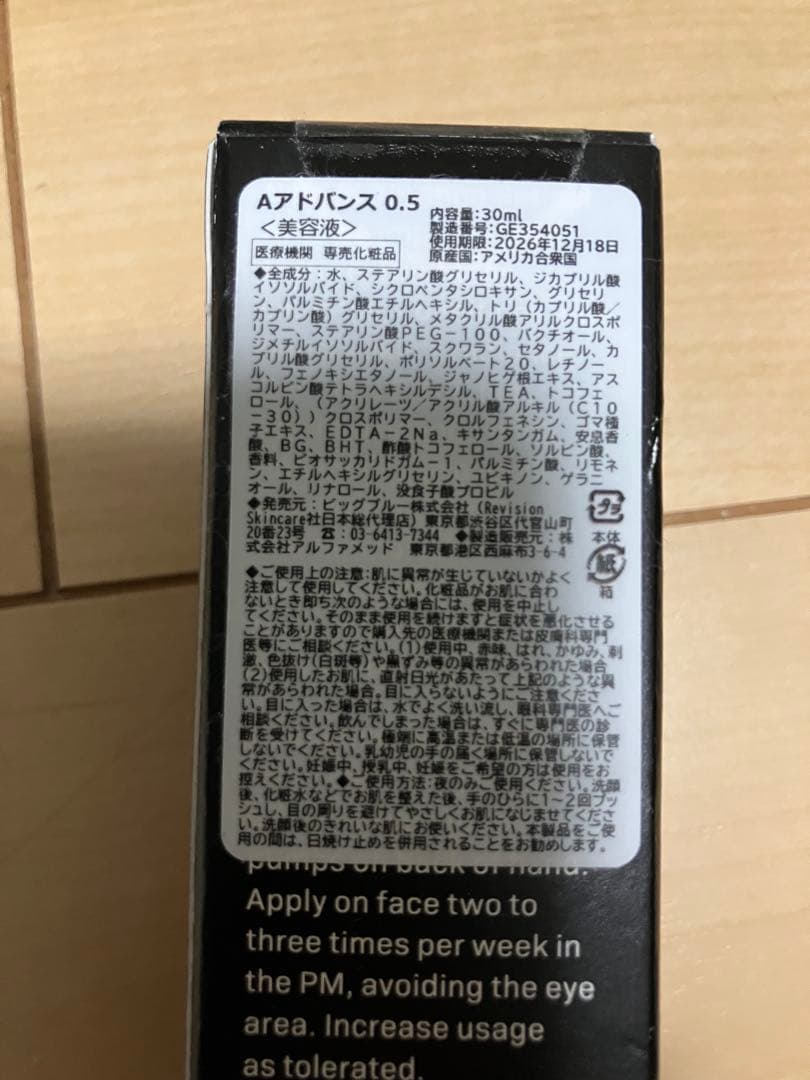 Aアドバンス 0.5
<美容液>
医療機関 専売化粧品
内容量:30ml
製造番号:GE354051
使用期限:2026年12月18日
原産国:アメリカ合衆国
◆全成分:水、ステアリン酸グリセリル、ジカプリル酸
イソソルバイド、シクロペンタシロキサン、グリセリ
ン、パルミチン酸エチルヘキシル、トリ(カプリル酸/
カプリン酸)グリセリル、メタクリル酸アリルクロスポ
リマー、ステアリン酸PEG-100、バクチオール、
ジメチルイソソルバイド、スクワラン、セタノール、カ
プリル酸グリセリル、ポリソルベート20、レチノー
ル、フェノキシエタノール、ジャノヒゲ根エキス、アス
コルビン酸テトラヘキシルデシル、TEA、トコフェ
ロール、(アクリレーツ/アクリル酸アルキル(C10
-30))クロスポリマー、クロルフェネシン、ゴマ種
子エキス、EDTA-2Na、キサンタンガム、安息香
酸、BG、BHT、酢酸トコフェロール、ソルビン酸、
香料、ビオサッカリドガム-1、パルミチン酸、リモネ
ン、エチルヘキシルグリセリン、ユビキノン、ゲラニ
オール、リナロール、没食子酸プロピル
◆発売元:ビッグブルー株式会社(Revision
Skincare社日本総代理店)東京都渋谷区代官山町
20番23号 ☎:03-6413-7344 ◆製造販売元:株
式会社アルファメッド 東京都港区西麻布3-6-4
プラ
本体
紙
箱
◆ご使用上の注意:肌に異常が生じていないかよく
注意して使用してください。化粧品がお肌に合わ
ないとき即ち次のような場合には、使用を中止し
てください。そのまま使用を続けますと症状を悪化させる
ことがありますので購入先の医療機関または皮膚科専門
医等にご相談ください。(1)使用中、赤味、はれ、かゆみ、刺
激、色抜け(白斑等)や黒ずみ等の異常があらわれた場合
(2)使用したお肌に、直射日光があたって上記のような異
常があらわれた場合。目に入らないようにご注意くださ
い。目に入った場合は、水でよく洗い流し、眼科専門医へご
相談ください。飲んでしまった場合は、すぐに専門医の診
断を受けてください。極端に高温または低温の場所に保管
しないでください。乳幼児の手の届く場所に保管しないで
ください。妊娠中、授乳中、妊娠をご希望の方は使用をお
控えください。◆ご使用方法:夜のみご使用ください。洗顔
後、化粧水などでお肌を整えた後、手のひらに1~2回プッ
シュし、目の周りを避けてやさしくお肌になじませてくださ
い。洗顔後のきれいな肌にお使いください。本製品をご使
用の間は、日焼け止めを併用されることをお勧めします。
pumps on back of hand.
Apply on face two to
three times per week in
the PM, avoiding the eye
area. Increase usage
as tolerated.